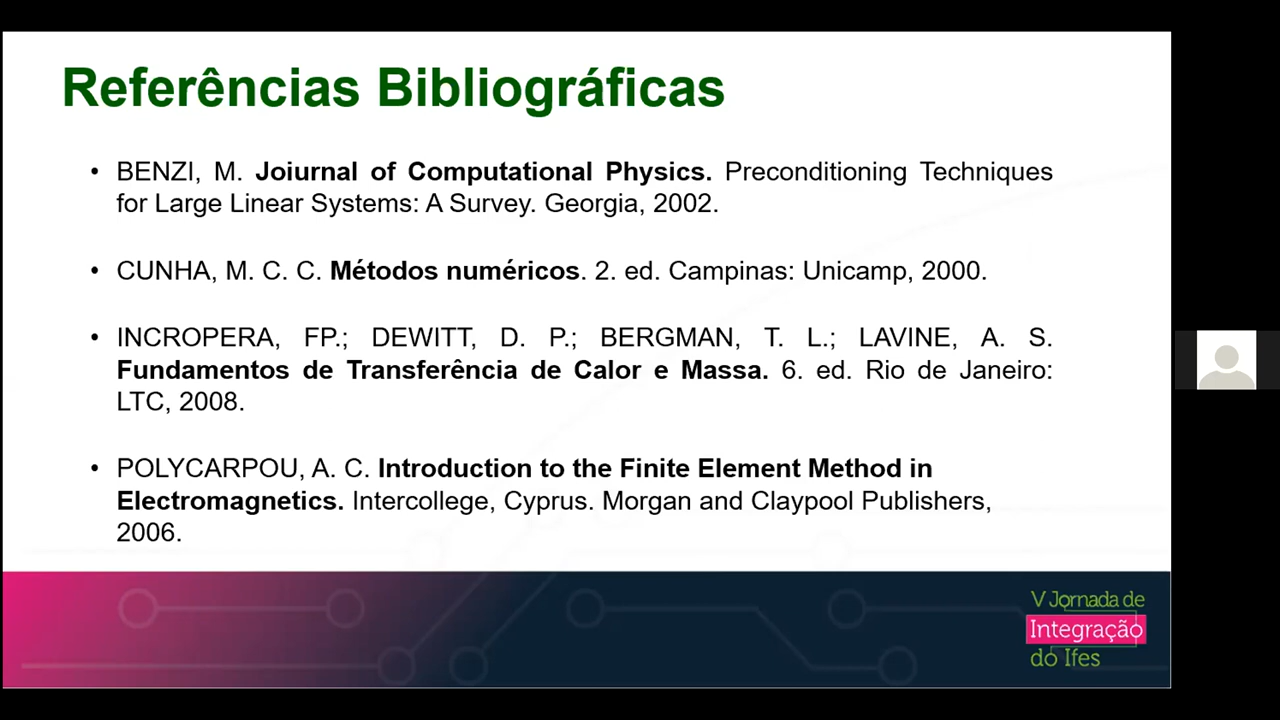 Referências Bibliográficas
• BENZI, M. Joiurnal of Computational Physics. Preconditioning Techniques
for Large Linear Systems: A Survey. Georgia, 2002.
• CUNHA, M. C. C. Métodos numéricos. 2. ed. Campinas: Unicamp, 2000.
• INCROPERA, FP.; DEWITT, D. P.; BERGMAN, T. L.; LAVINE, A. S.
Fundamentos de Transferência de Calor e Massa. 6. ed. Rio de Janeiro:
LTC, 2008.
• POLYCARPOU, A. C. Introduction to the Finite Element Method in
Electromagnetics. Intercollege, Cyprus. Morgan and Claypool Publishers,
2006.
V Jornada de
Integração
do Ifes